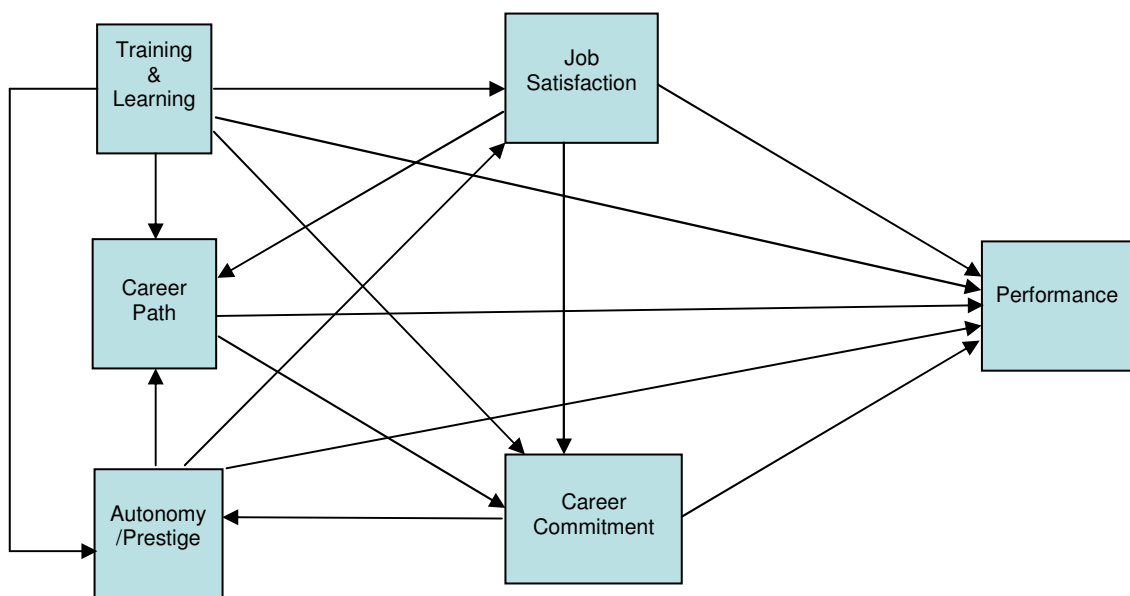 Training
&
Learning
Job
Satisfaction
Career
Path
Performance
Autonomy
/Prestige
Career
Commitment